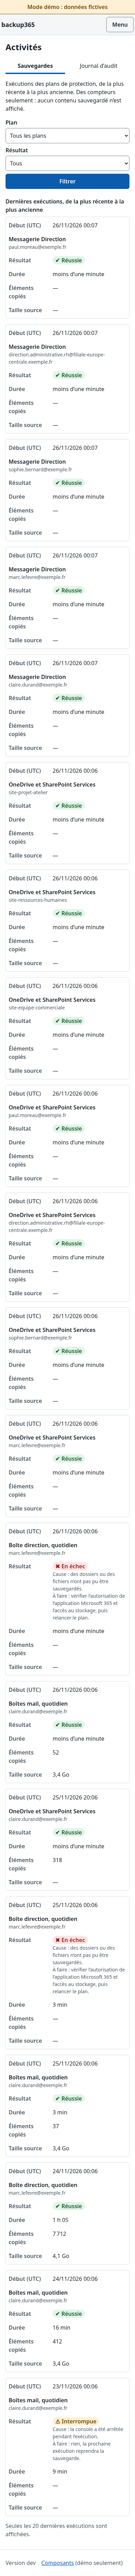 Mode démo : données fictives
backup365
Menu
Activités
Sauvegardes
Journal d'audit
Exécutions des plans de protection, de la plus récente à la plus ancienne. Des compteurs seulement : aucun contenu sauvegardé n'est affiché.
Plan
Tous les plans
Résultat
Tous
Filtrer
Dernières exécutions, de la plus récente à la plus ancienne
Début (UTC) 26/11/2026 00:07
Messagerie Direction
paul.moreau@exemple.fr
Résultat ✔ Réussie
Durée moins d'une minute
Éléments copiés —
Taille source —
Début (UTC) 26/11/2026 00:07
Messagerie Direction
direction.administrative.rh@filiale-europe-centrale.exemple.fr
Résultat ✔ Réussie
Durée moins d'une minute
Éléments copiés —
Taille source —
Début (UTC) 26/11/2026 00:07
Messagerie Direction
sophie.bernard@exemple.fr
Résultat ✔ Réussie
Durée moins d'une minute
Éléments copiés —
Taille source —
Début (UTC) 26/11/2026 00:07
Messagerie Direction
marc.lefevre@exemple.fr
Résultat ✔ Réussie
Durée moins d'une minute
Éléments copiés —
Taille source —
Début (UTC) 26/11/2026 00:07
Messagerie Direction
claire.durand@exemple.fr
Résultat ✔ Réussie
Durée moins d'une minute
Éléments copiés —
Taille source —
Début (UTC) 26/11/2026 00:06
OneDrive et SharePoint Services
site-projet-atelier
Résultat ✔ Réussie
Durée moins d'une minute
Éléments copiés —
Taille source —
Début (UTC) 26/11/2026 00:06
OneDrive et SharePoint Services
site-ressources-humaines
Résultat ✔ Réussie
Durée moins d'une minute
Éléments copiés —
Taille source —
Début (UTC) 26/11/2026 00:06
OneDrive et SharePoint Services
site-equipe-commerciale
Résultat ✔ Réussie
Durée moins d'une minute
Éléments copiés —
Taille source —
Début (UTC) 26/11/2026 00:06
OneDrive et SharePoint Services
paul.moreau@exemple.fr
Résultat ✔ Réussie
Durée moins d'une minute
Éléments copiés —
Taille source —
Début (UTC) 26/11/2026 00:06
OneDrive et SharePoint Services
direction.administrative.rh@filiale-europe-centrale.exemple.fr
Résultat ✔ Réussie
Durée moins d'une minute
Éléments copiés —
Taille source —
Début (UTC) 26/11/2026 00:06
OneDrive et SharePoint Services
sophie.bernard@exemple.fr
Résultat ✔ Réussie
Durée moins d'une minute
Éléments copiés —
Taille source —
Début (UTC) 26/11/2026 00:06
OneDrive et SharePoint Services
marc.lefevre@exemple.fr
Résultat ✔ Réussie
Durée moins d'une minute
Éléments copiés —
Taille source —
Début (UTC) 26/11/2026 00:06
Boîte direction, quotidien
marc.lefevre@exemple.fr
Résultat ✖ En échec
Cause : des dossiers ou des fichiers n'ont pas pu être sauvegardés.
À faire : vérifier l'autorisation de l'application Microsoft 365 et l'accès au stockage, puis relancer le plan.
Durée moins d'une minute
Éléments copiés —
Taille source —
Début (UTC) 26/11/2026 00:06
Boîtes mail, quotidien
claire.durand@exemple.fr
Résultat ✔ Réussie
Durée moins d'une minute
Éléments copiés 52
Taille source 3,4 Go
Début (UTC) 25/11/2026 20:06
OneDrive et SharePoint Services
claire.durand@exemple.fr
Résultat ✔ Réussie
Durée moins d'une minute
Éléments copiés 318
Taille source —
Début (UTC) 25/11/2026 00:06
Boîte direction, quotidien
marc.lefevre@exemple.fr
Résultat ✖ En échec
Cause : des dossiers ou des fichiers n'ont pas pu être sauvegardés.
À faire : vérifier l'autorisation de l'application Microsoft 365 et l'accès au stockage, puis relancer le plan.
Durée 3 min
Éléments copiés —
Taille source —
Début (UTC) 25/11/2026 00:06
Boîtes mail, quotidien
claire.durand@exemple.fr
Résultat ✔ Réussie
Durée 3 min
Éléments copiés 37
Taille source 3,4 Go
Début (UTC) 24/11/2026 00:06
Boîte direction, quotidien
marc.lefevre@exemple.fr
Résultat ✔ Réussie
Durée 1 h 05
Éléments copiés 7 712
Taille source 4,1 Go
Début (UTC) 24/11/2026 00:06
Boîtes mail, quotidien
claire.durand@exemple.fr
Résultat ✔ Réussie
Durée 16 min
Éléments copiés 412
Taille source 3,4 Go
Début (UTC) 23/11/2026 00:06
Boîtes mail, quotidien
claire.durand@exemple.fr
Résultat ⚠ Interrompue
Cause : la console a été arrêtée pendant l'exécution.
À faire : rien, la prochaine exécution reprendra la sauvegarde.
Durée 9 min
Éléments copiés —
Taille source —
Seules les 20 dernières exécutions sont affichées.
Version dev Composants (démo seulement)